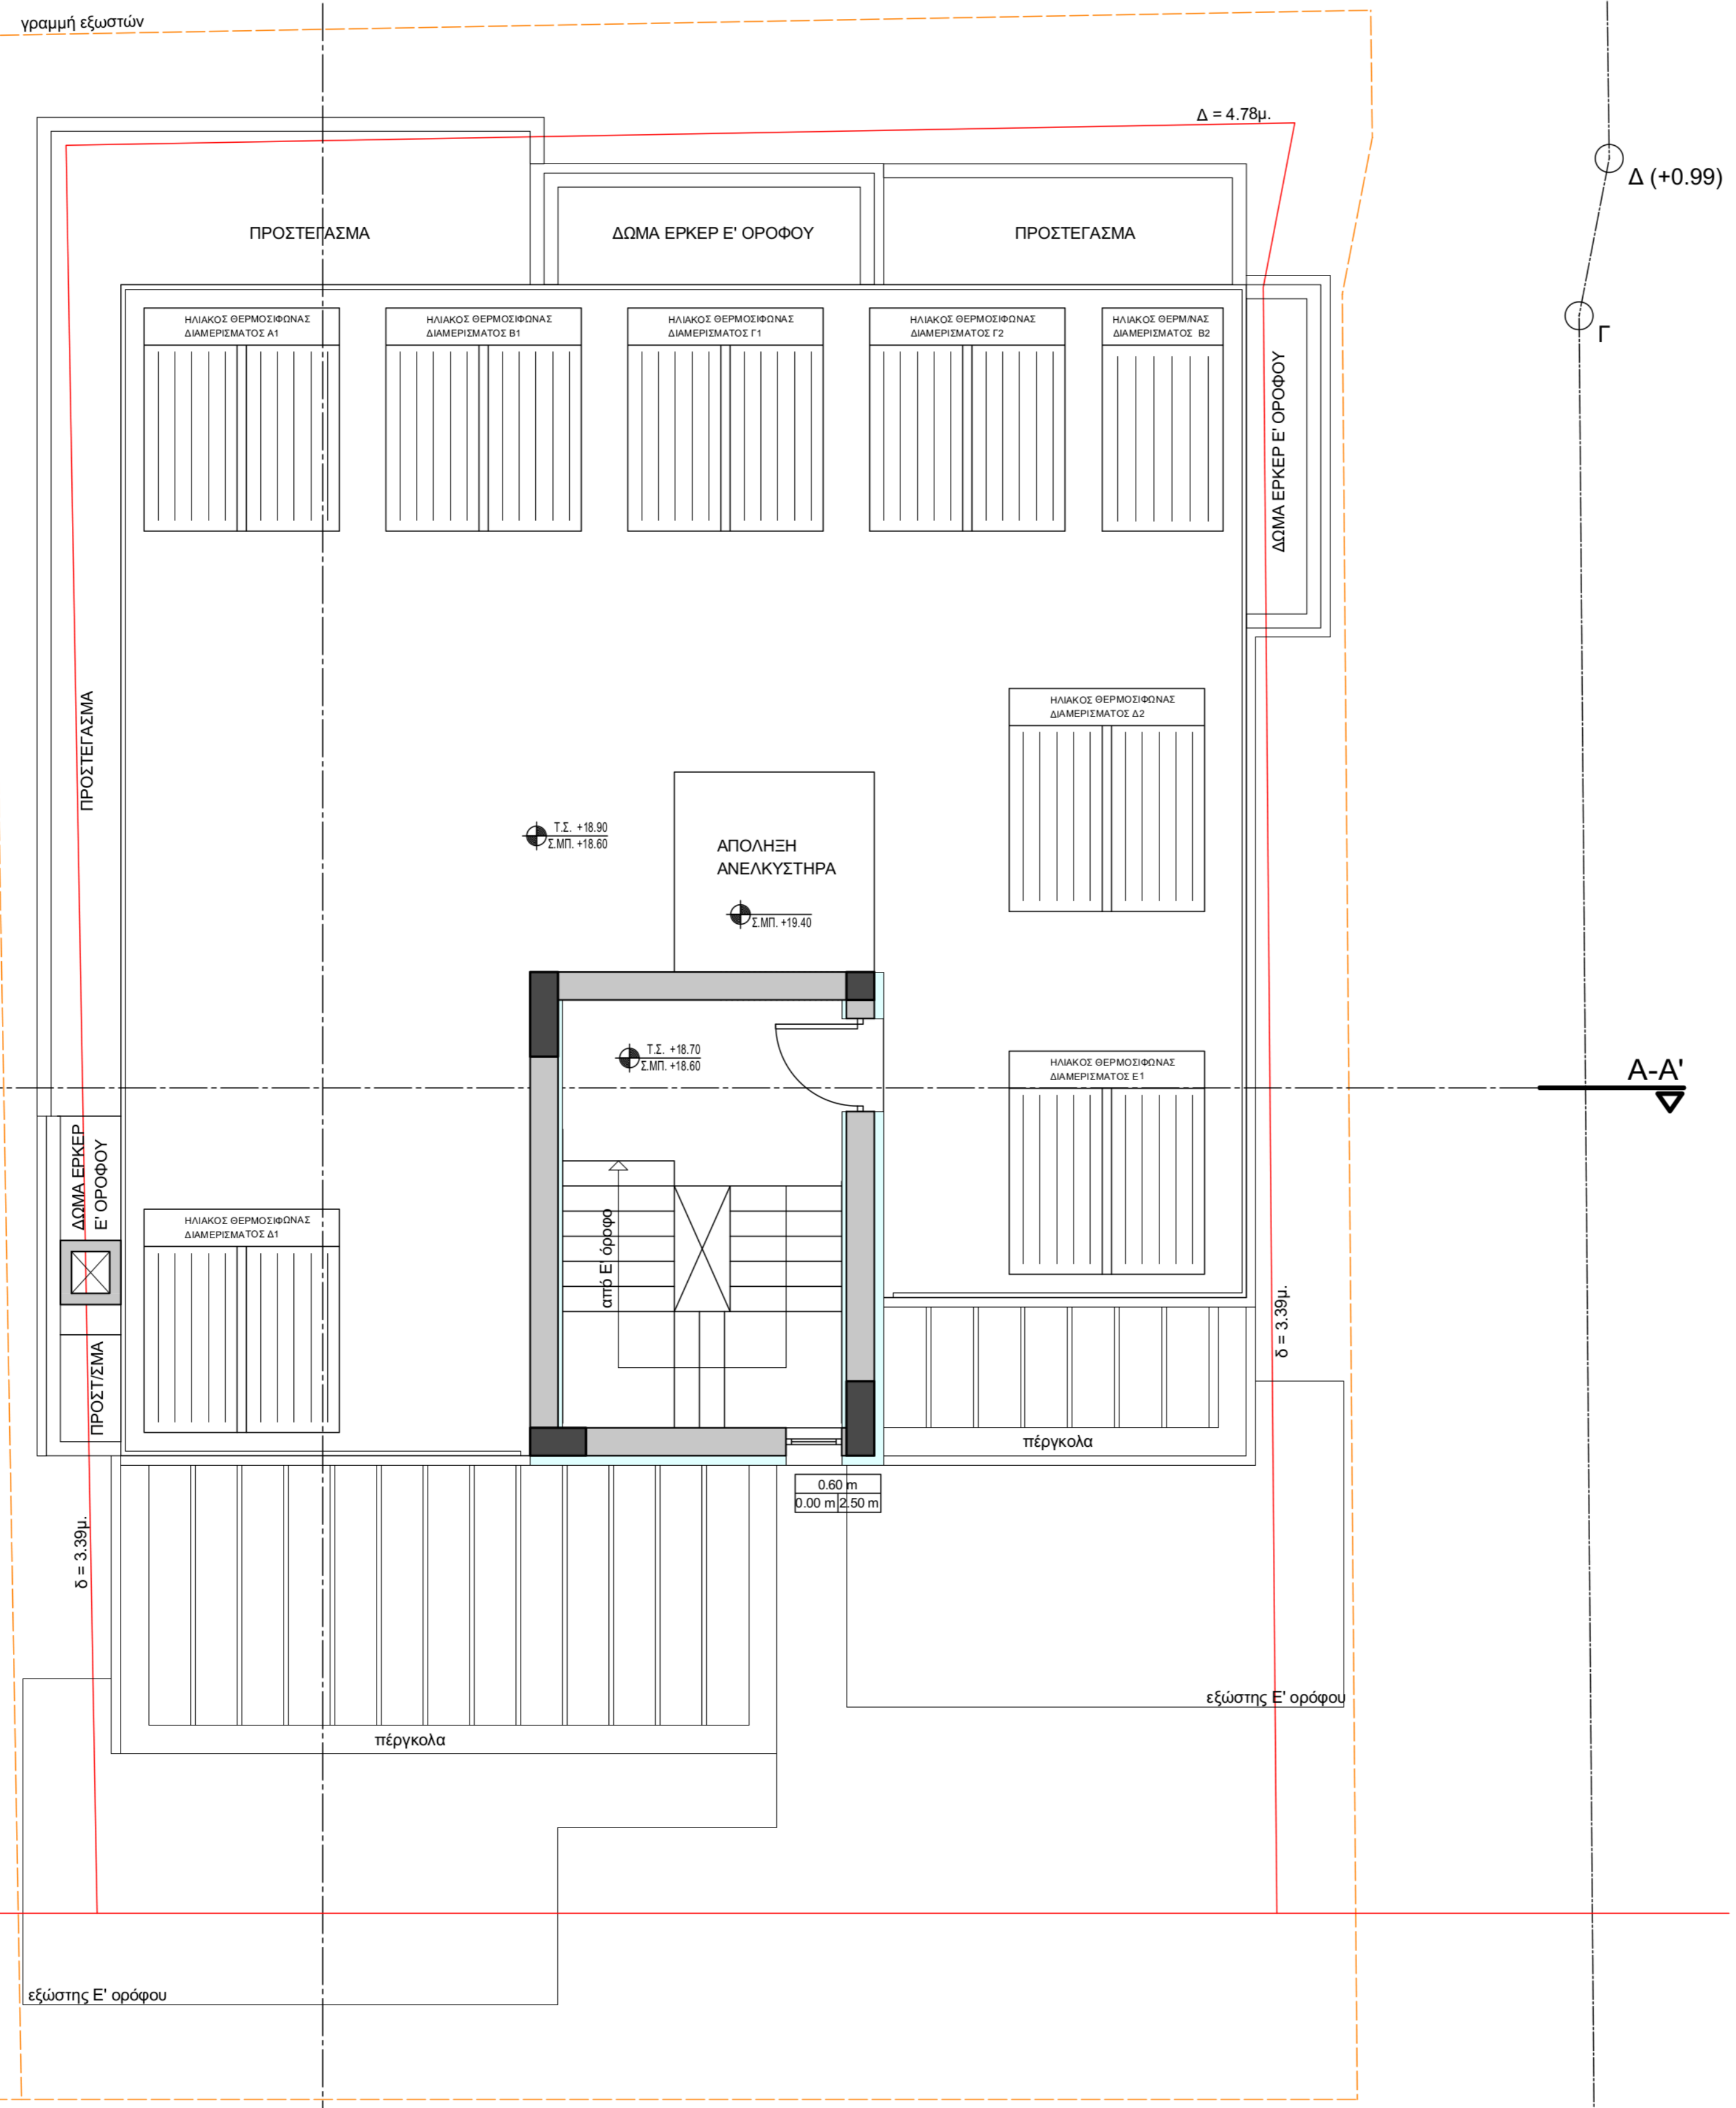 γραμμή εξωστών
Δ = 4.78μ.
Δ (+0.99)
ΠΡΟΣΤΕΓΑΣΜΑ
ΔΩΜΑ ΕΡΚΕΡ Ε' ΟΡΟΦΟΥ
ΠΡΟΣΤΕΓΑΣΜΑ
Γ
ΗΛΙΑΚΟΣ ΘΕΡΜΟΣΙΦΩΝΑΣ
ΔΙΑΜΕΡΙΣΜΑΤΟΣ Α1
ΗΛΙΑΚΟΣ ΘΕΡΜΟΣΙΦΩΝΑΣ
ΔΙΑΜΕΡΙΣΜΑΤΟΣ Β1
ΗΛΙΑΚΟΣ ΘΕΡΜΟΣΙΦΩΝΑΣ
ΔΙΑΜΕΡΙΣΜΑΤΟΣ Γ1
ΗΛΙΑΚΟΣ ΘΕΡΜΟΣΙΦΩΝΑΣ
ΔΙΑΜΕΡΙΣΜΑΤΟΣ Γ2
ΗΛΙΑΚΟΣ ΘΕΡΜ/ΝΑΣ
ΔΙΑΜΕΡΙΣΜΑΤΟΣ Β2
ΔΩΜΑ ΕΡΚΕΡ Ε' ΟΡΟΦΟΥ
ΠΡΟΣΤΕΓΑΣΜΑ
ΗΛΙΑΚΟΣ ΘΕΡΜΟΣΙΦΩΝΑΣ
ΔΙΑΜΕΡΙΣΜΑΤΟΣ Δ2
Τ.Σ. +18.90
Σ.ΜΠ. +18.60
ΑΠΟΛΗΞΗ
ΑΝΕΛΚΥΣΤΗΡΑ
Σ.ΜΠ. +19.40
Τ.Σ. +18.70
Σ.ΜΠ. +18.60
ΗΛΙΑΚΟΣ ΘΕΡΜΟΣΙΦΩΝΑΣ
ΔΙΑΜΕΡΙΣΜΑΤΟΣ Ε1
Α-Α'
ΔΩΜΑ ΕΡΚΕΡ
Ε' ΟΡΟΦΟΥ
ΗΛΙΑΚΟΣ ΘΕΡΜΟΣΙΦΩΝΑΣ
ΔΙΑΜΕΡΙΣΜΑΤΟΣ Δ1
από Ε' όροφο
δ = 3.39μ.
ΠΡΟΣΤ/ΣΜΑ
πέργκολα
0.60 m
0.00 m 2.50 m
δ = 3.39μ.
εξώστης Ε' ορόφου
πέργκολα
εξώστης Ε' ορόφου